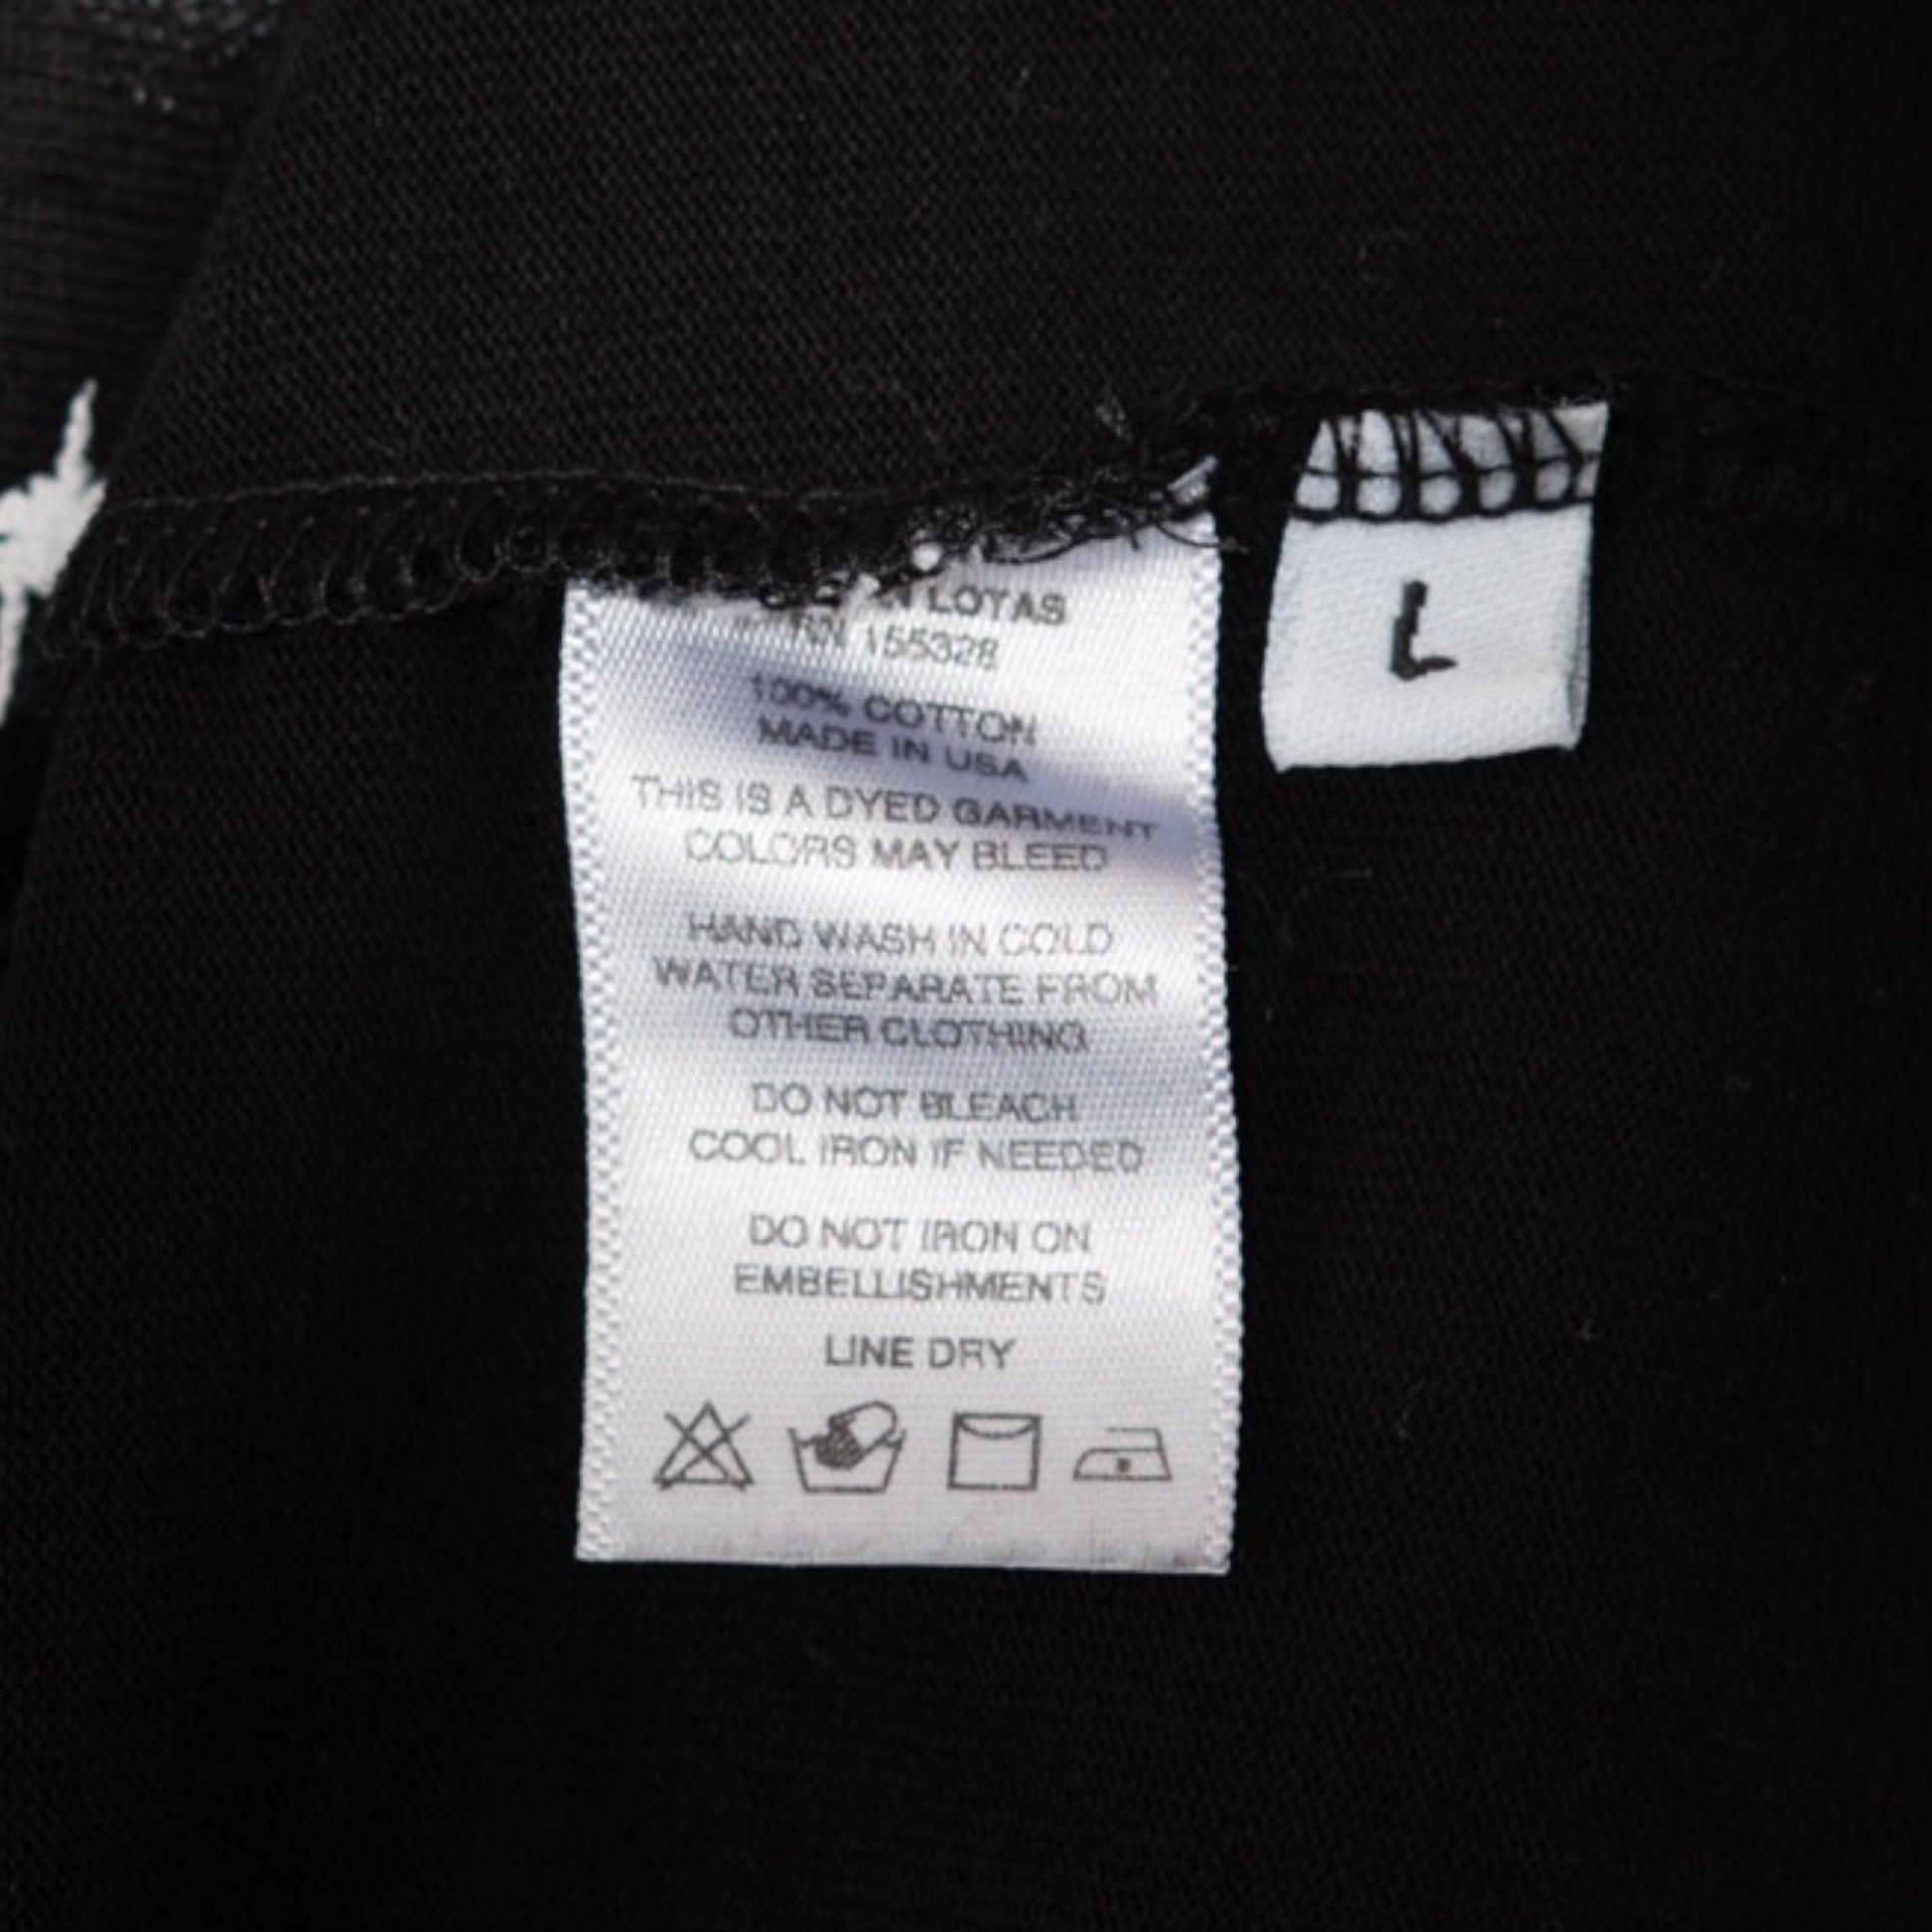 LOTAS
RN 155328
100% COTTON
MADE IN USA
THIS IS A DYED GARMENT
COLORS MAY BLEED
HAND WASH IN COLD
WATER SEPARATE FROM
OTHER CLOTHING
DO NOT BLEACH
COOL IRON IF NEEDED
DO NOT IRON ON
EMBELLISHMENTS
LINE DRY
L